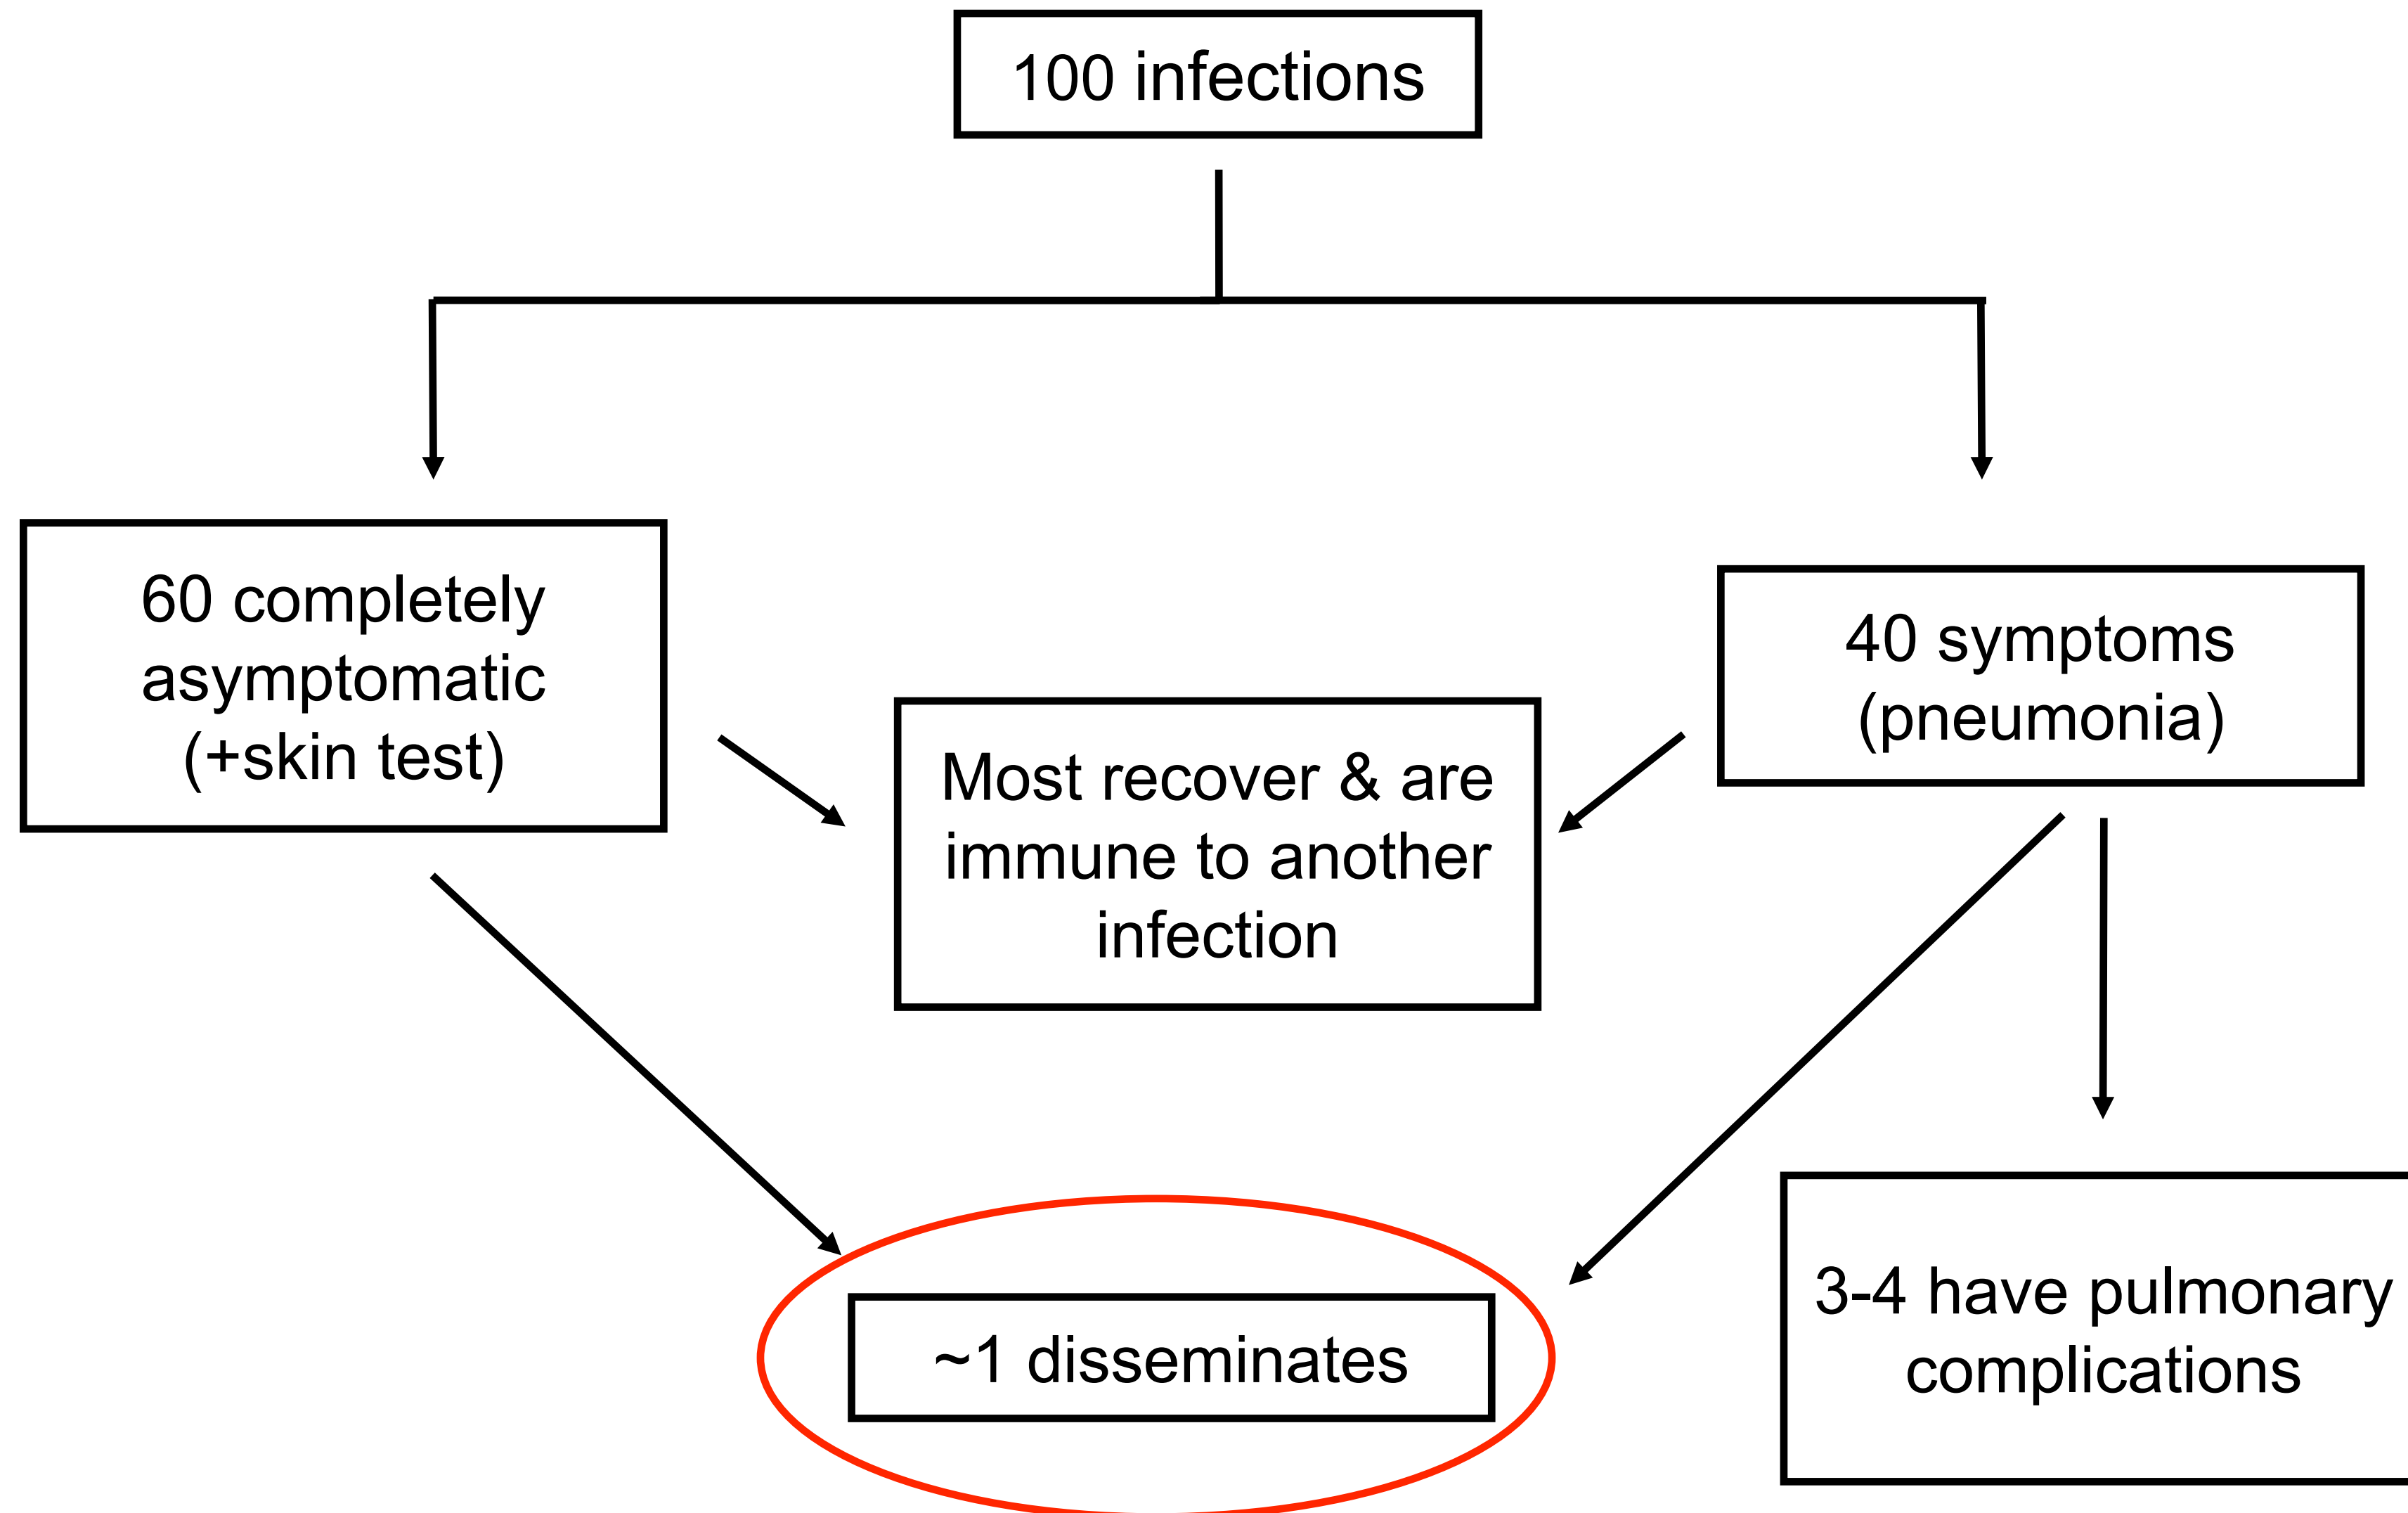 100 infections
60 completely
asymptomatic
(+skin test)
40 symptoms
(pneumonia)
Most recover & are
immune to another
infection
~1 disseminates
3-4 have pulmonary
complications